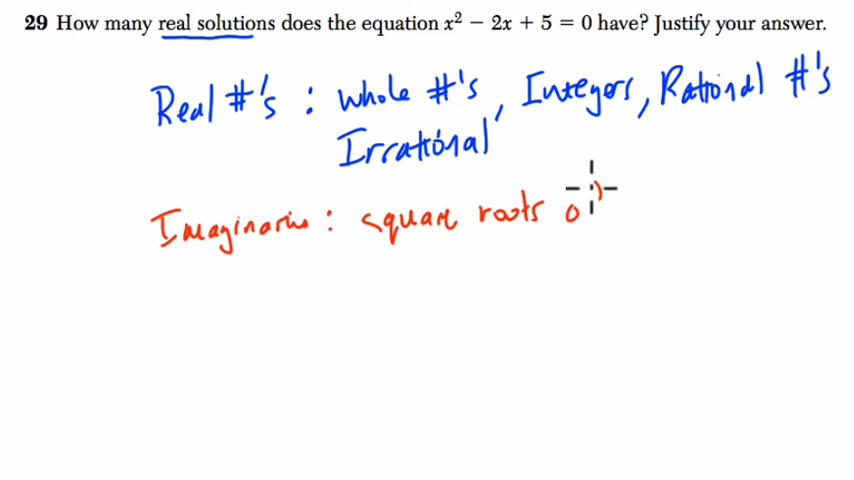 29 How many real solutions does the equation x² − 2x + 5 = 0 have? Justify your answer.
Real #'s : whole #'s, Integers, Rational #'s
Irrational
Imaginaries: square roots o